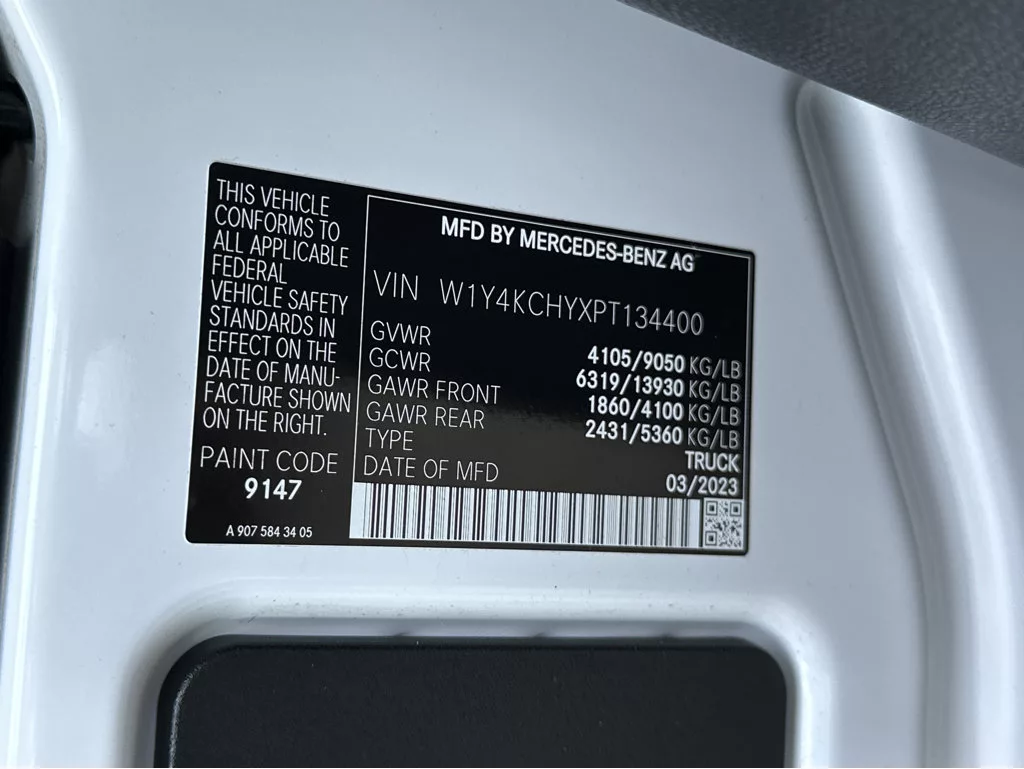 THIS VEHICLE
CONFORMS TO
ALL APPLICABLE
FEDERAL
VEHICLE SAFETY
STANDARDS IN
EFFECT ON THE
DATE OF MANU-
FACTURE SHOWN
ON THE RIGHT.
PAINT CODE
9147
A 907 584 34 05
MFD BY MERCEDES-BENZ AG
VIN W1Y4KCHYXPT134400
GVWR 4105/9050 KG/LB
GCWR 6319/13930 KG/LB
GAWR FRONT 1860/4100 KG/LB
GAWR REAR 2431/5360 KG/LB
TYPE TRUCK
DATE OF MFD 03/2023